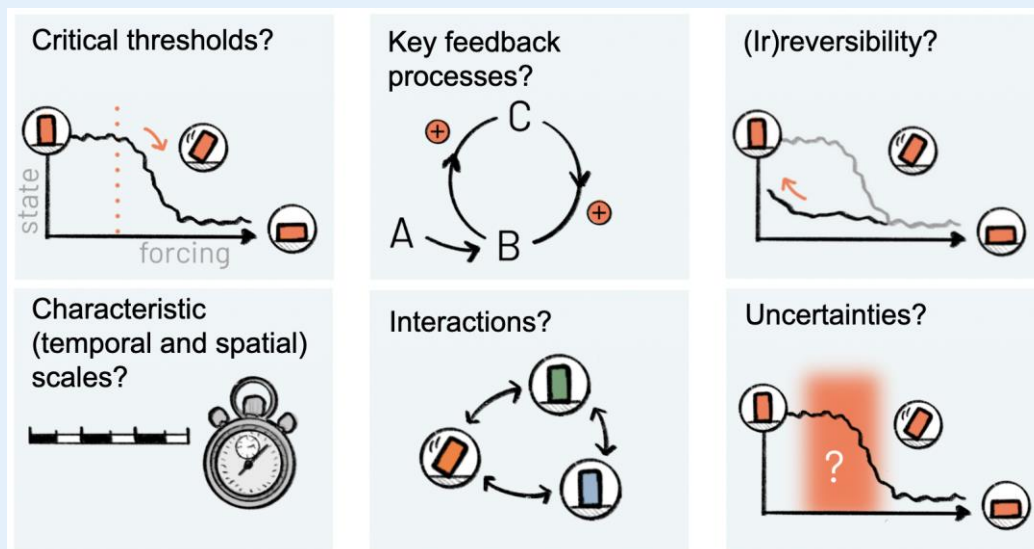 Critical thresholds?
state
forcing
Key feedback
processes?
C
+
+
A
B
(Ir)reversibility?
Characteristic
(temporal and spatial)
scales?
Interactions?
Uncertainties?
?